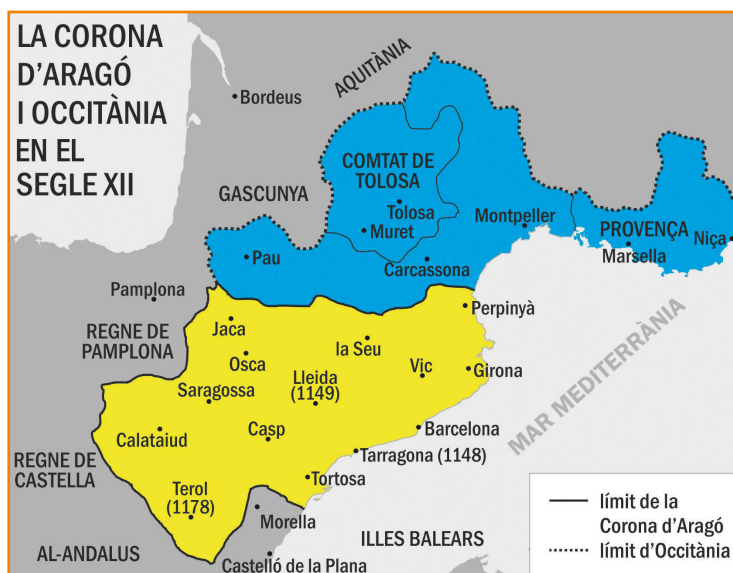 LA CORONA
D'ARAGÓ
I OCCITÀNIA
EN EL
SEGLE XII
Bordeus
AQUITÀNIA
COMTAT DE
TOLOSA
GASCUNYA
Tolosa
Muret
Montpeller
PROVENÇA
Niça
Marsella
Pau
Carcassona
Pamplona
Perpinyà
REGNE DE
PAMPLONA
Jaca
la Seu
Osca
Vic
Girona
Lleida
(1149)
Saragossa
MAR MEDITERRÀNIA
Calataiud
Casp
Barcelona
REGNE DE
CASTELLA
Tarragona (1148)
Tortosa
Terol
(1178)
Morella
AL-ANDALUS
ILLES BALEARS
Castelló de la Plana
límit de la
Corona d'Aragó
límit d'Occitània